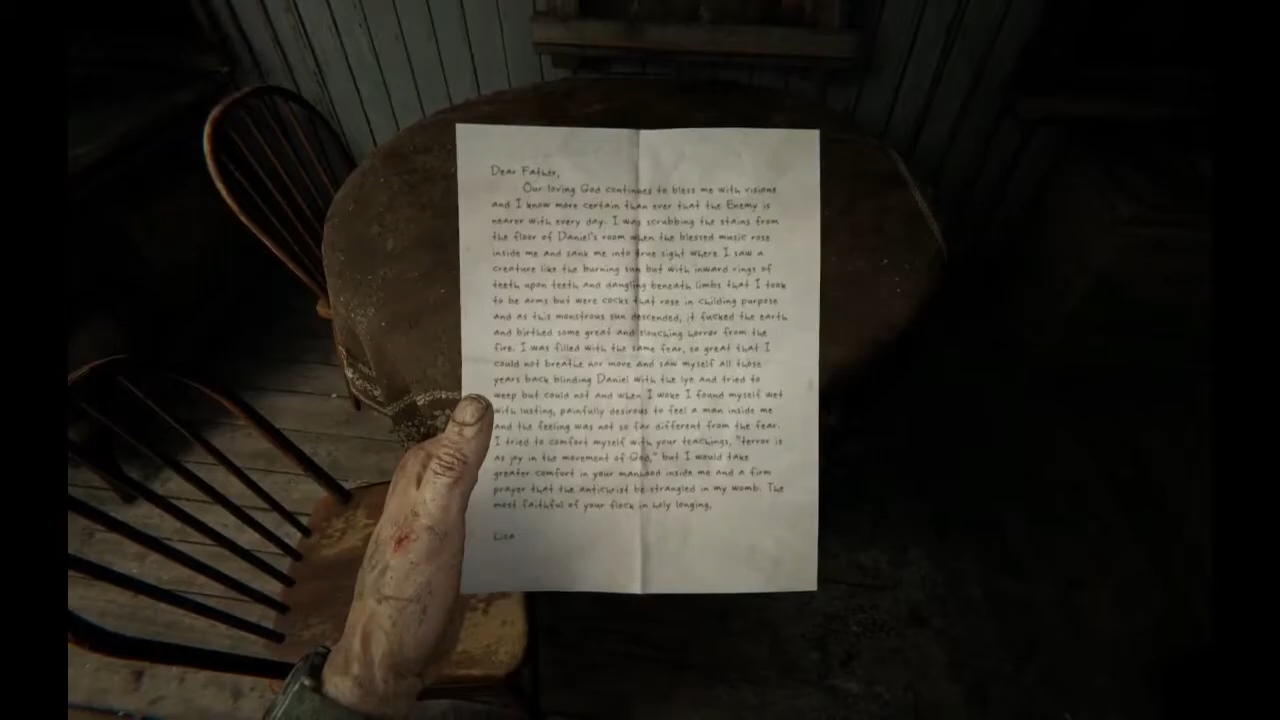 Dear Father,
Our loving God continues to bless me with visions
and I know more certain than ever that the Enemy is
nearer with every day. I was scrubbing the stains from
the floor of Daniel's room when the blessed music rose
inside me and sank me into true sight where I saw a
creature like the burning sun but with inward rings of
teeth upon teeth and dangling beneath limbs that I took
to be arms but were cocks that rose in childing purpose
and as this monstrous sun descended, it fucked the earth
and birthed some great and slouching horror from the
fire. I was filled with the same fear, so great that I
could not breathe nor move and saw myself all those
years back blinding Daniel with the lye and tried to
weep but could not and when I woke I found myself wet
with lusting, painfully desirous to feel a man inside me
and the feeling was not so far different from the fear.
I tried to comfort myself with your teachings, "terror is
as joy in the movement of God," but I would take
greater comfort in your manhood inside me and a firm
prayer that the antichrist be strangled in my womb. The
most faithful of your flock in holy longing,
Lisa